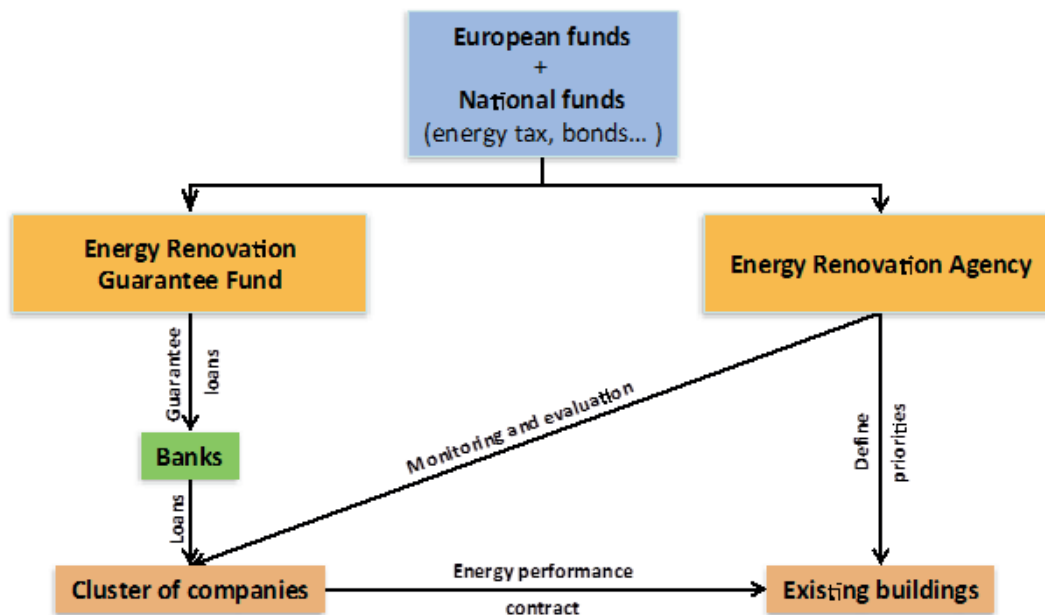 European funds
+
National funds
(energy tax, bonds... )
Energy Renovation
Guarantee Fund
Energy Renovation Agency
Guarantee
loans
Monitoring and evaluation
Define
priorities
Banks
Loans
Cluster of companies
Energy performance
contract
Existing buildings